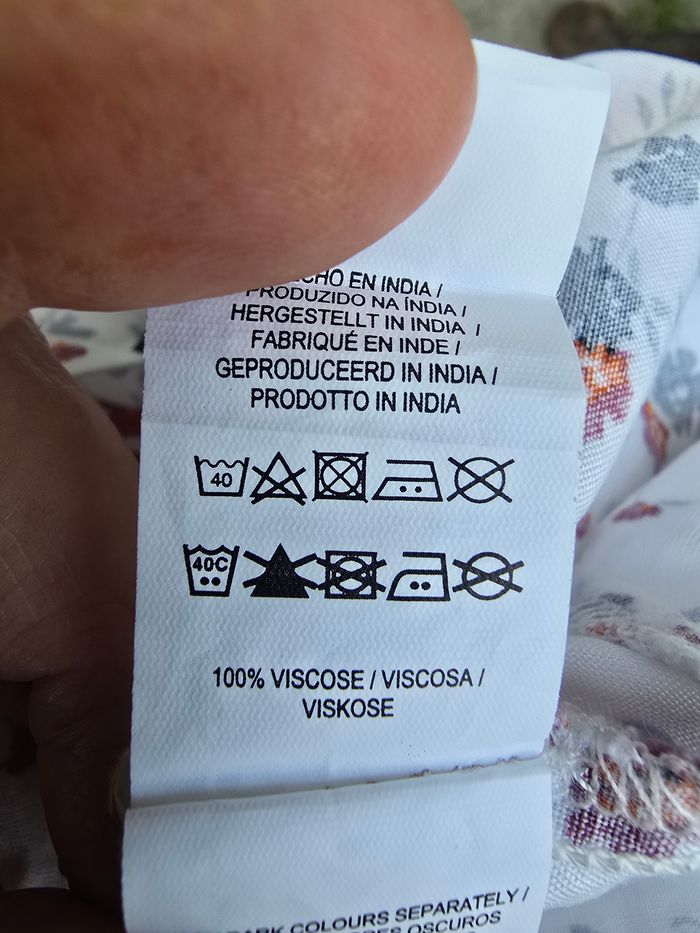 EN INDIA /
PRODUZIDO NA ÍNDIA /
HERGESTELLT IN INDIA /
FABRIQUÉ EN INDE /
GEPRODUCEERD IN INDIA /
PRODOTTO IN INDIA
40
40C
100% VISCOSE / VISCOSA /
VISKOSE
COLOURS SEPARATELY /
OSCUROS